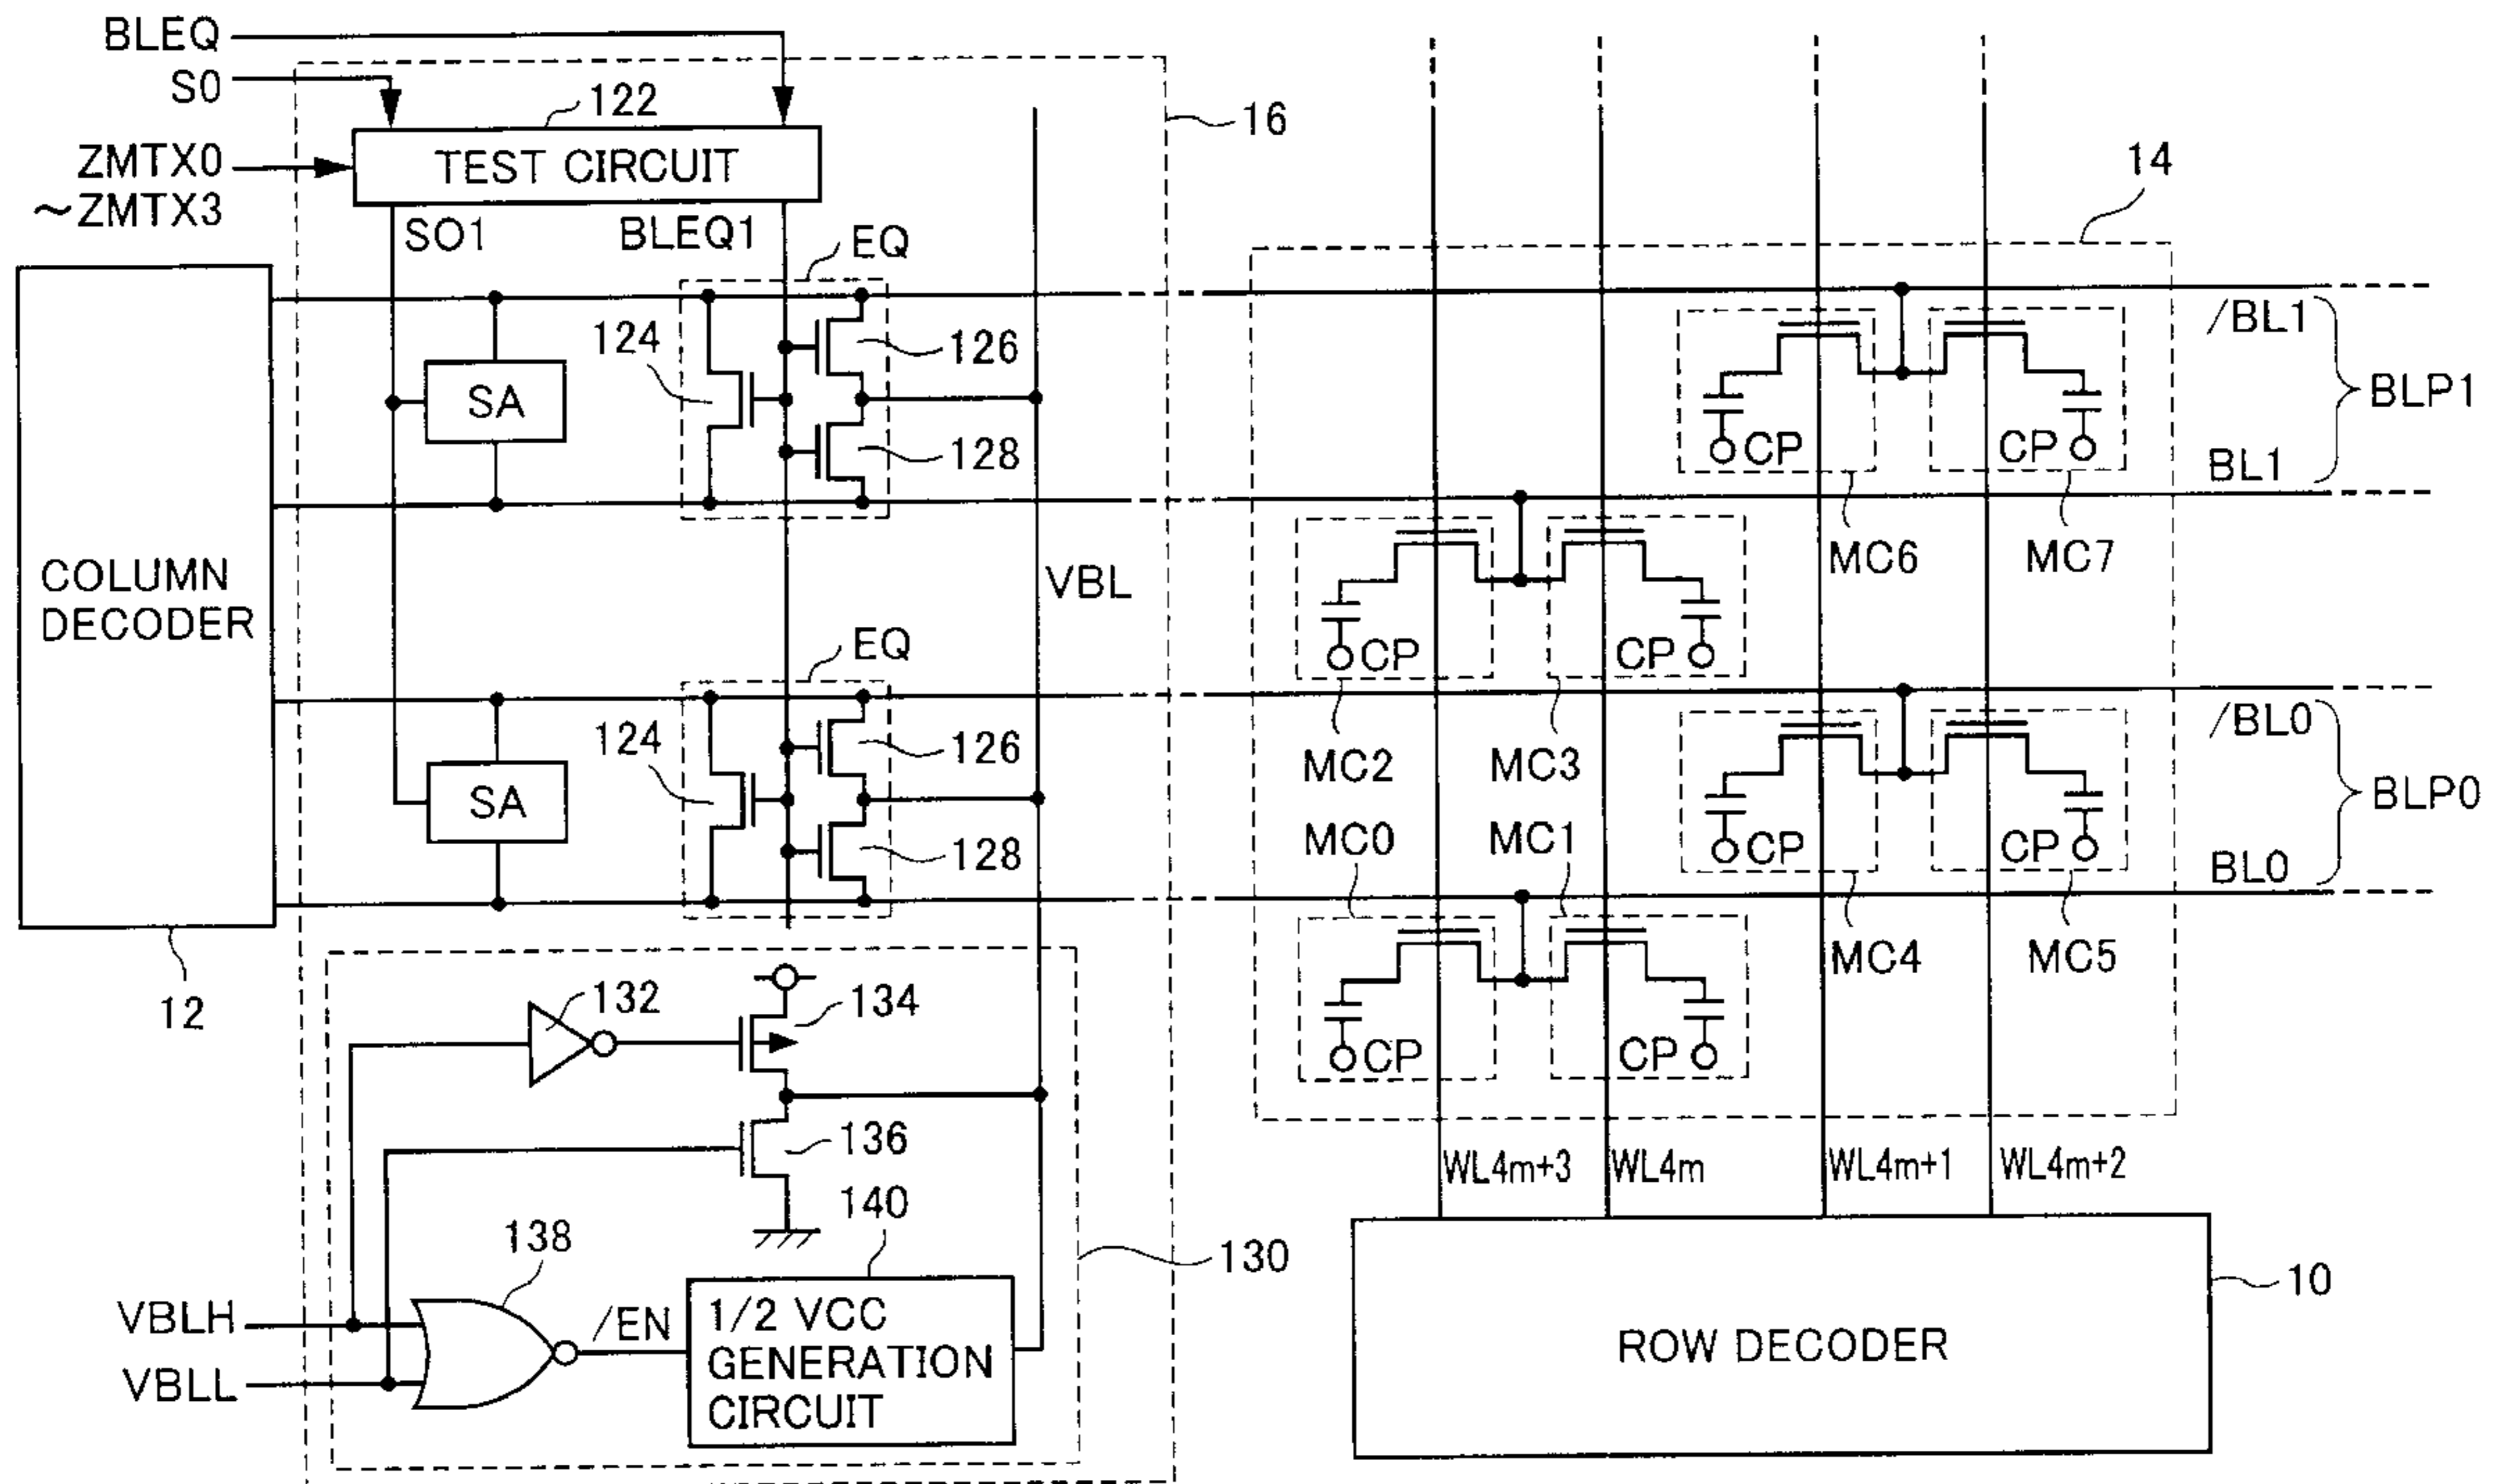 BLEQ
S0
122
16
ZMTX0
~ZMTX3
TEST CIRCUIT
14
SO1
BLEQ1
EQ
/BL1
124
126
SA
BLP1
CP
CP
128
BL1
COLUMN
DECODER
VBL
MC6
MC7
EQ
CP
CP
/BL0
124
126
MC2
MC3
SA
BLP0
MC0
MC1
CP
CP
128
BL0
MC4
MC5
12
132
134
CP
CP
136
WL4m+3
WL4m
WL4m+1
WL4m+2
140
138
130
10
VBLH
/EN
1/2 VCC
GENERATION
CIRCUIT
ROW DECODER
VBLL